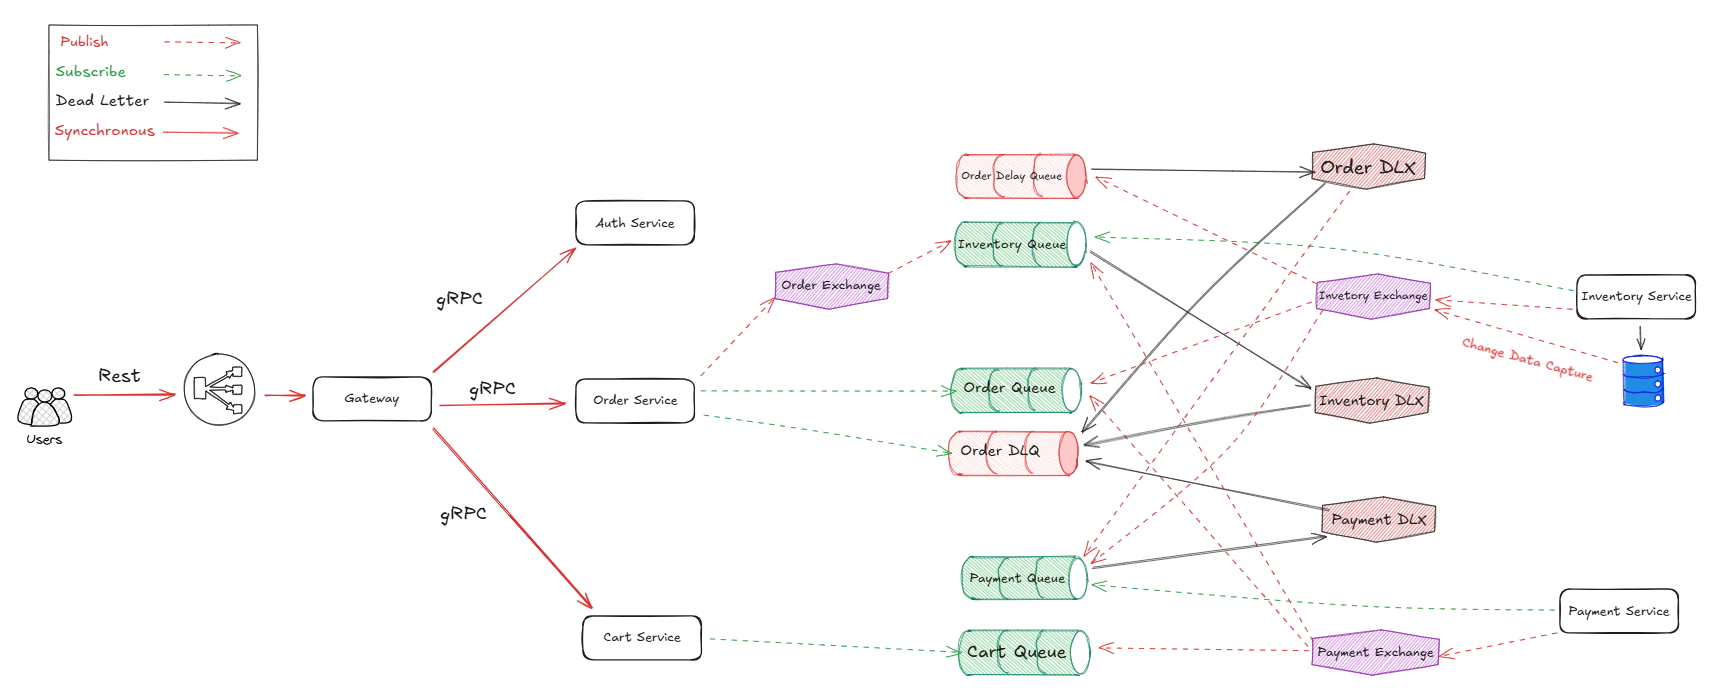 Publish
Subscribe
Dead Letter
Syncchronous
Users
Rest
Gateway
gRPC
gRPC
gRPC
Auth Service
Order Service
Cart Service
Order Exchange
Order Delay Queue
Inventory Queue
Order Queue
Order DLQ
Payment Queue
Cart Queue
Order DLX
Invetory Exchange
Inventory DLX
Payment DLX
Payment Exchange
Inventory Service
Change Data Capture
Payment Service